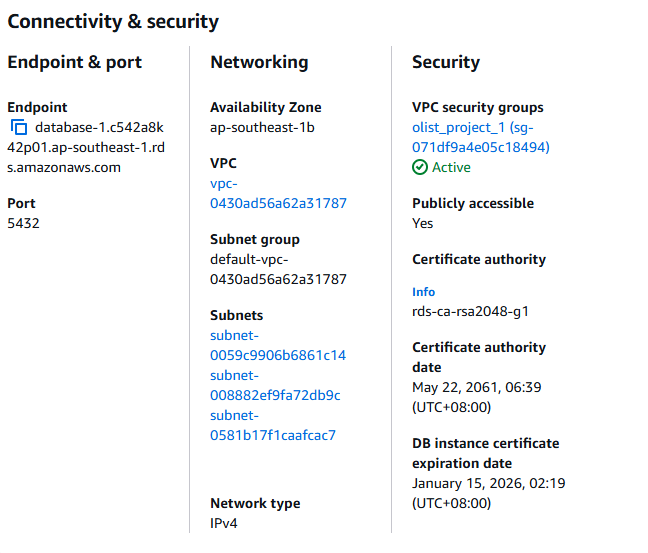 Connectivity & security
Endpoint & port
Endpoint
database-1.c542a8k
42p01.ap-southeast-1.rd
s.amazonaws.com
Port
5432
Networking
Availability Zone
ap-southeast-1b
VPC
vpc-
0430ad56a62a31787
Subnet group
default-vpc-
0430ad56a62a31787
Subnets
subnet-
0059c9906b6861c14
subnet-
008882ef9fa72db9c
subnet-
0581b17f1caafcac7
Network type
IPv4
Security
VPC security groups
olist_project_1 (sg-
071df9a4e05c18494)
Active
Publicly accessible
Yes
Certificate authority
Info
rds-ca-rsa2048-g1
Certificate authority
date
May 22, 2061, 06:39
(UTC+08:00)
DB instance certificate
expiration date
January 15, 2026, 02:19
(UTC+08:00)